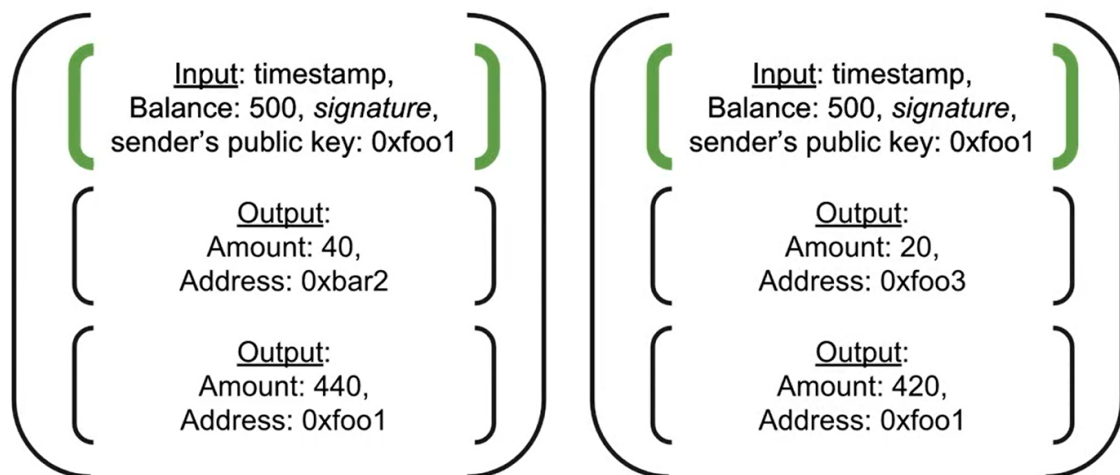 Input: timestamp,
Balance: 500, signature,
sender's public key: 0xfoo1
Output:
Amount: 40,
Address: 0xbar2
Output:
Amount: 440,
Address: 0xfoo1
Input: timestamp,
Balance: 500, signature,
sender's public key: 0xfoo1
Output:
Amount: 20,
Address: 0xfoo3
Output:
Amount: 420,
Address: 0xfoo1